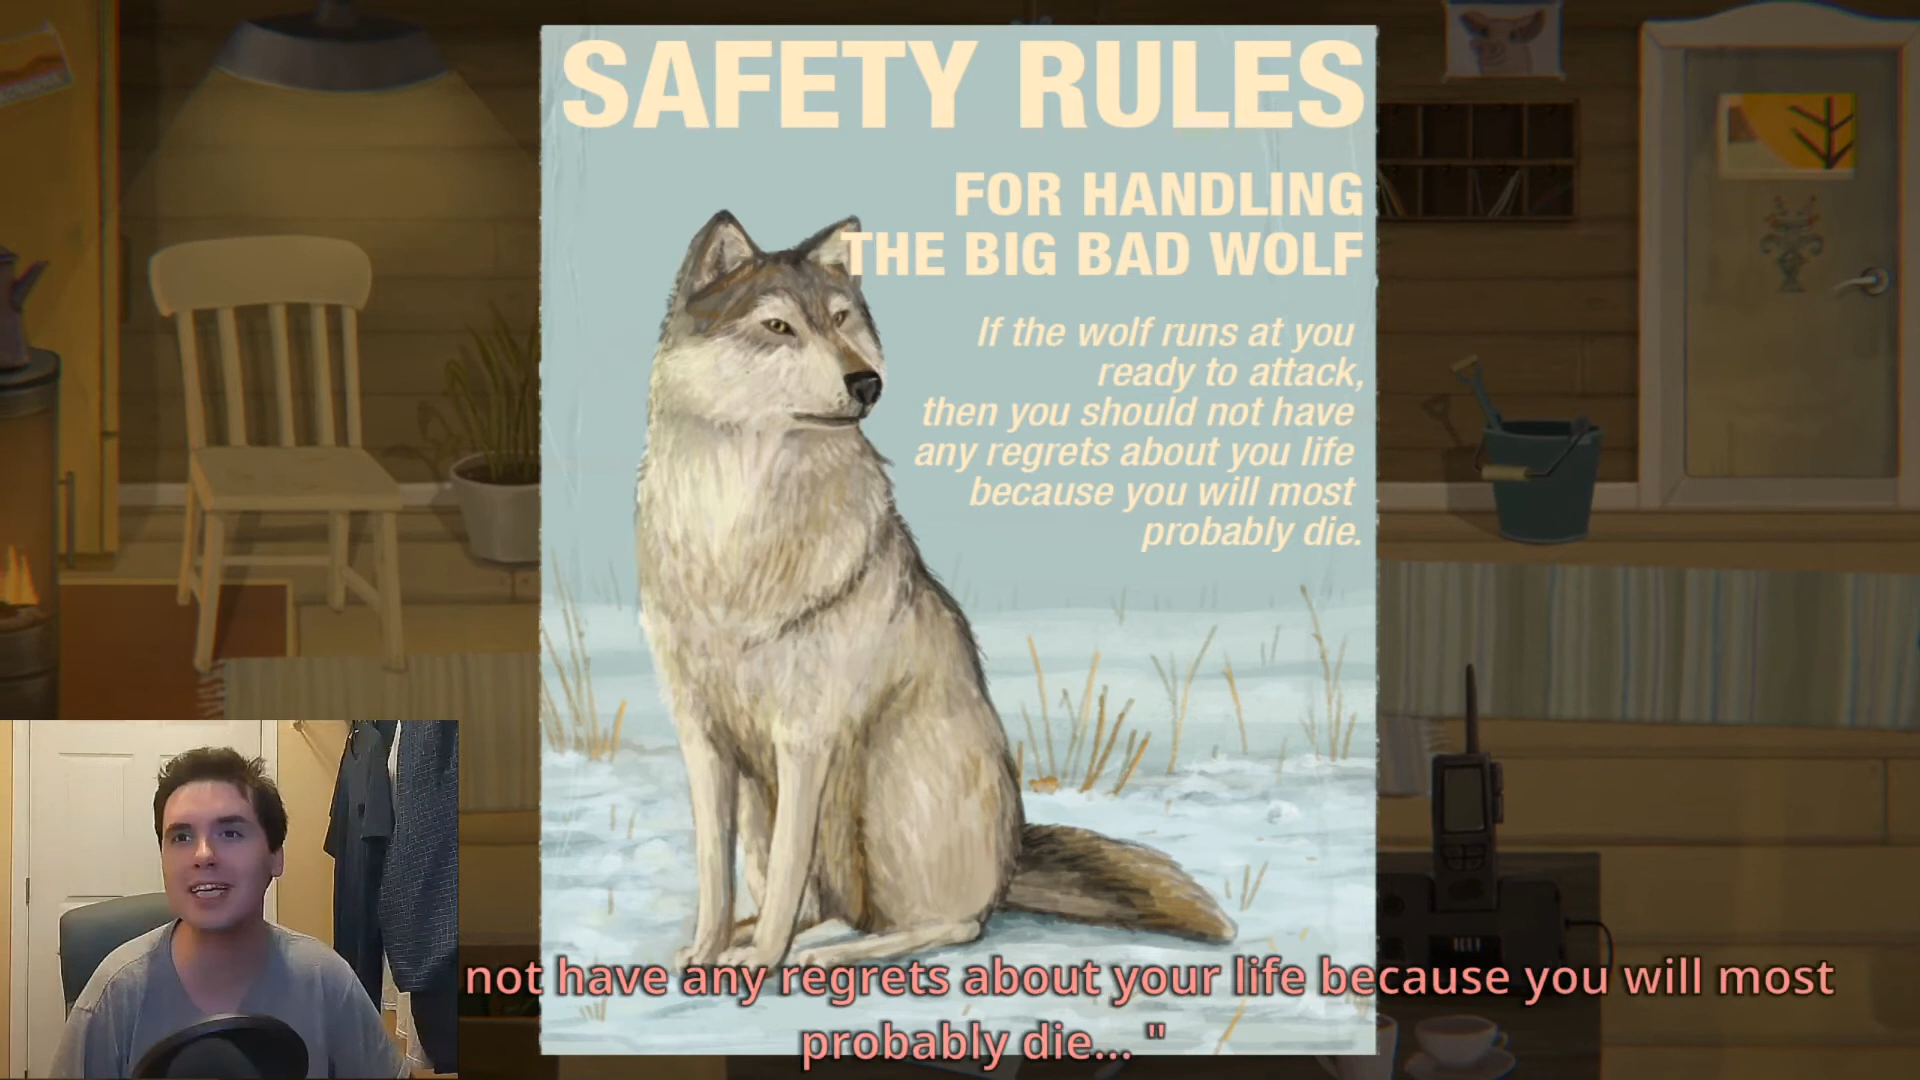 SAFETY RULES
FOR HANDLING
THE BIG BAD WOLF
If the wolf runs at you
ready to attack,
then you should not have
any regrets about you life
because you will most
probably die.
not have any regrets about your life because you will most
probably die... "